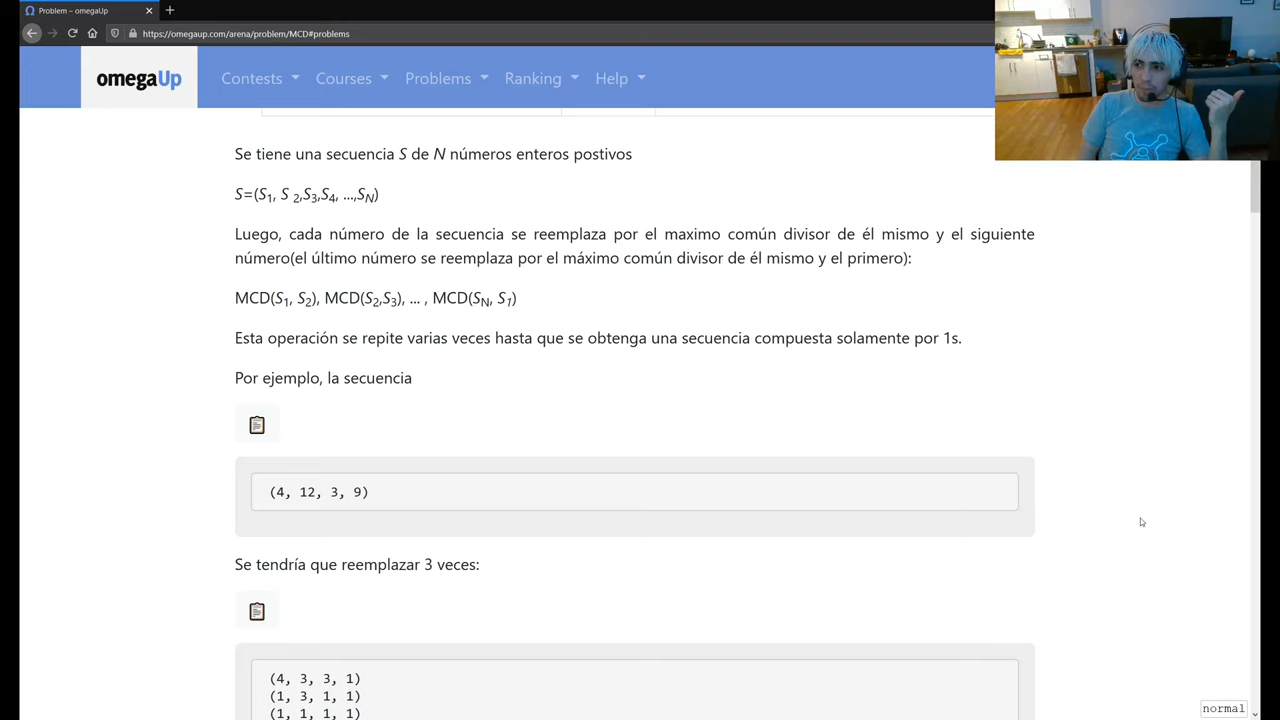 Problem – omegaUp
https://omegaup.com/arena/problem/MCD#problems
omegaUp
Contests
Courses
Problems
Ranking
Help
Se tiene una secuencia S de N números enteros postivos
S=(S1, S 2,S3,S4, ...,SN)
Luego, cada número de la secuencia se reemplaza por el maximo común divisor de él mismo y el siguiente
número(el último número se reemplaza por el máximo común divisor de él mismo y el primero):
MCD(S1, S2), MCD(S2,S3), ... , MCD(SN, S1)
Esta operación se repite varias veces hasta que se obtenga una secuencia compuesta solamente por 1s.
Por ejemplo, la secuencia
(4, 12, 3, 9)
Se tendría que reemplazar 3 veces:
(4, 3, 3, 1)
(1, 3, 1, 1)
(1, 1, 1, 1)
normal